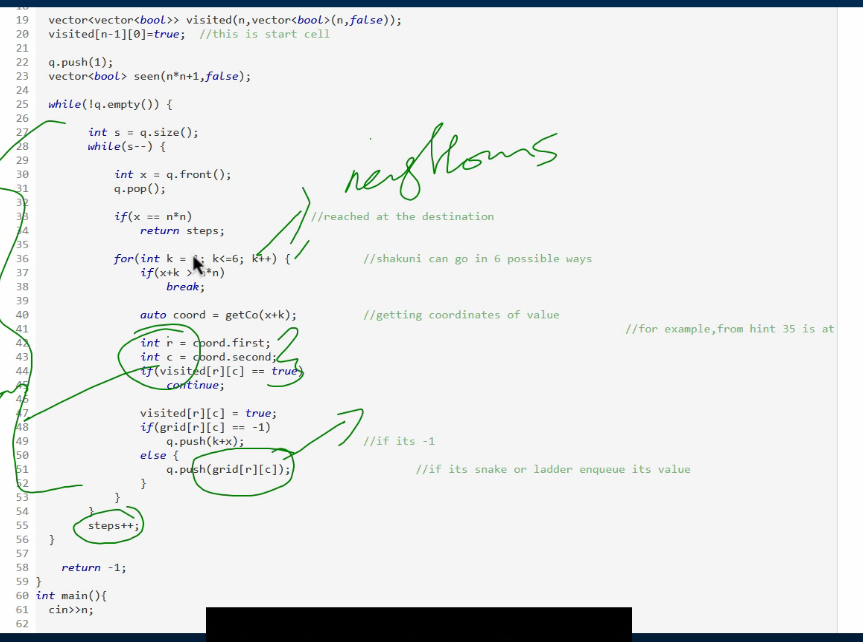 19 vector<vector<bool>> visited(n,vector<bool>(n,false));
20 visited[n-1][0]=true; //this is start cell
21
22 q.push(1);
23 vector<bool> seen(n*n+1,false);
24
25 while(!q.empty()) {
26
27 int s = q.size();
28 while(s--) {
29
30 int x = q.front();
31 q.pop();
32
33 if(x == n*n) //reached at the destination
34 return steps;
35
36 for(int k = ; k<=6; k++) { //shakuni can go in 6 possible ways
37 if(x+k > *n)
38 break;
39
40 auto coord = getCo(x+k); //getting coordinates of value
41 //for example,from hint 35 is at
42 int r = coord.first;
43 int c = coord.second;
44 if(visited[r][c] == true)
45 continue;
46
47 visited[r][c] = true;
48 if(grid[r][c] == -1)
49 q.push(k+x); //if its -1
50 else {
51 q.push(grid[r][c]); //if its snake or ladder enqueue its value
52 }
53 }
54 }
55 steps++;
56 }
57
58 return -1;
59 }
60 int main(){
61 cin>>n;
62